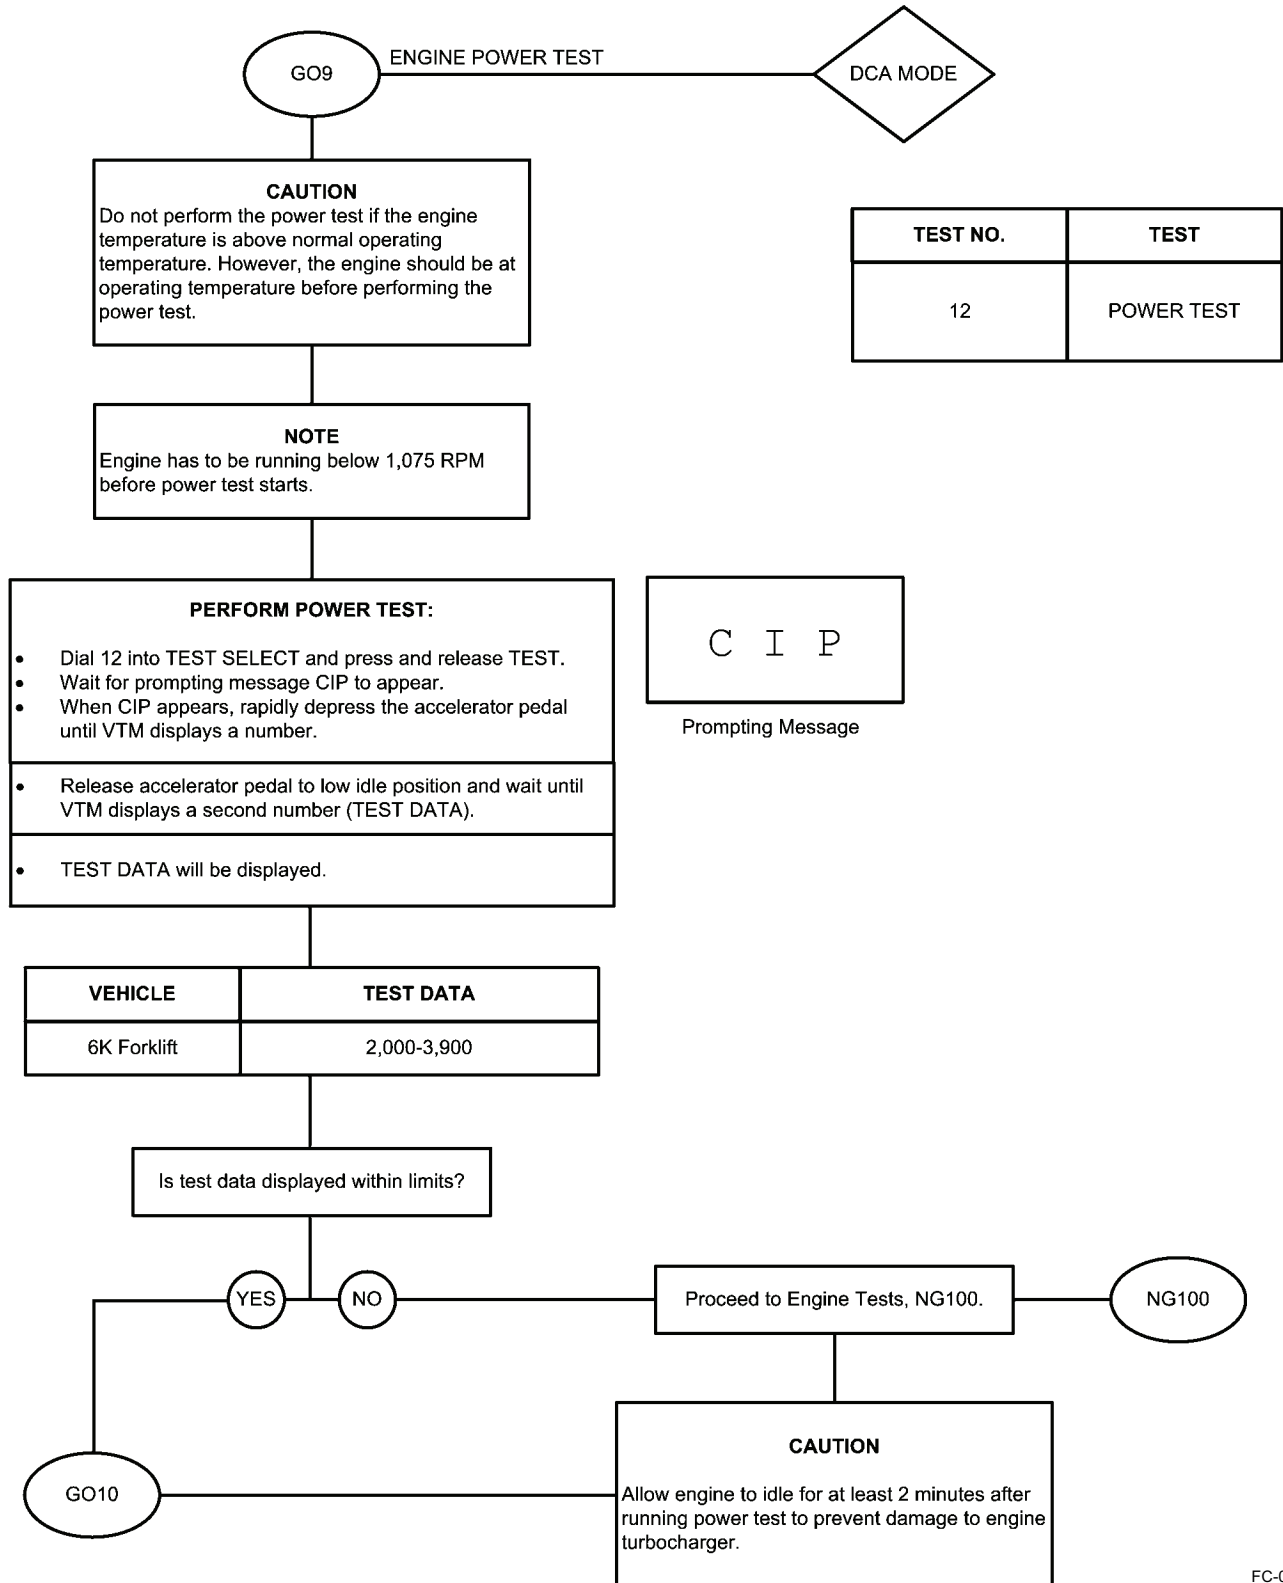 GO9
ENGINE POWER TEST
DCA MODE
CAUTION
Do not perform the power test if the engine
temperature is above normal operating
temperature. However, the engine should be at
operating temperature before performing the
power test.
TEST NO.
TEST
12
POWER TEST
NOTE
Engine has to be running below 1,075 RPM
before power test starts.
PERFORM POWER TEST:
• Dial 12 into TEST SELECT and press and release TEST.
• Wait for prompting message CIP to appear.
• When CIP appears, rapidly depress the accelerator pedal
until VTM displays a number.
• Release accelerator pedal to low idle position and wait until
VTM displays a second number (TEST DATA).
• TEST DATA will be displayed.
C I P
Prompting Message
VEHICLE
TEST DATA
6K Forklift
2,000-3,900
Is test data displayed within limits?
YES
NO
Proceed to Engine Tests, NG100.
NG100
GO10
CAUTION
Allow engine to idle for at least 2 minutes after
running power test to prevent damage to engine
turbocharger.